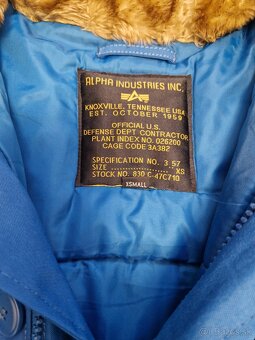 ALPHA INDUSTRIES INC.
KNOXVILLE, TENNESSEE USA
EST. OCTOBER 1959
OFFICIAL U.S.
DEFENSE DEPT CONTRACTOR
PLANT INDEX NO. 026200
CAGE CODE 3A382
SPECIFICATION NO. 3.57
SIZE XS
STOCK NO. 830 C-47C710
XSMALL